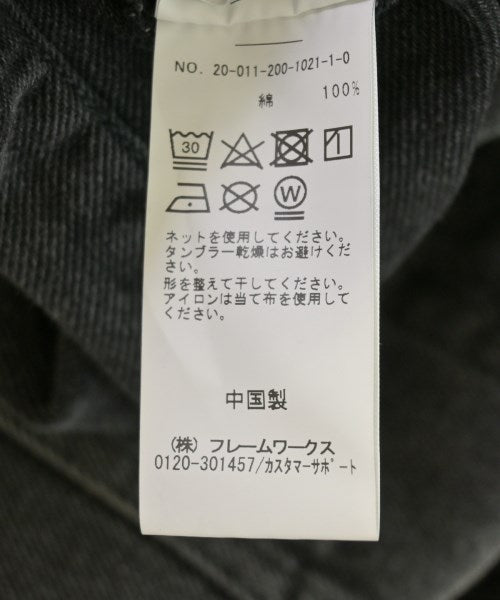 NO. 20-011-200-1021-1-0
綿 100%
30
W
ネットを使用してください。
タンブラー乾燥はお避けくだ
さい。
形を整えて干してください。
アイロンは当て布を使用して
ください。
中国製
(株) フレームワークス
0120-301457/カスタマーサポート